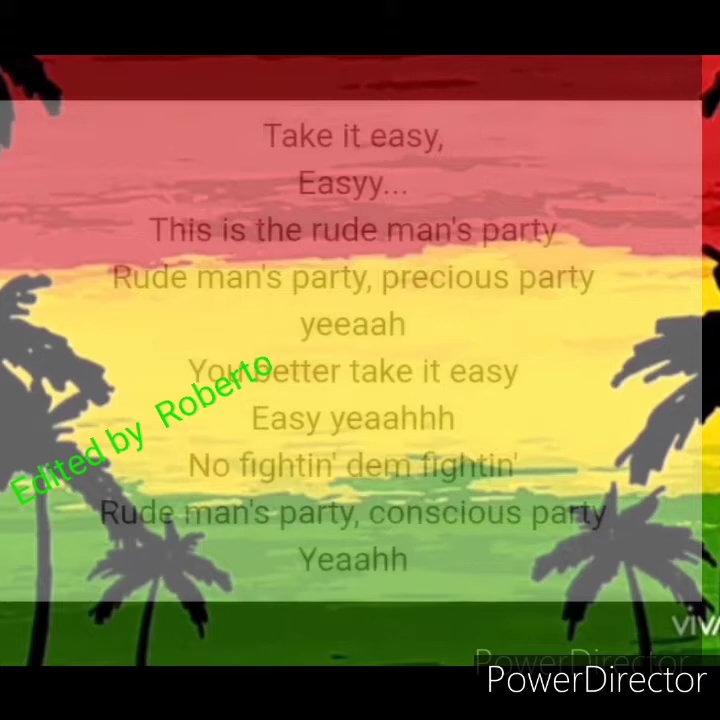 Take it easy,
Easyy...
This is the rude man's party
Rude man's party, precious party
yeeaah
You better take it easy
Easy yeaahhh
No fightin' dem fightin'
Rude man's party, conscious party
Yeaahh
Edited by Roberto
PowerDirector
PowerDirector